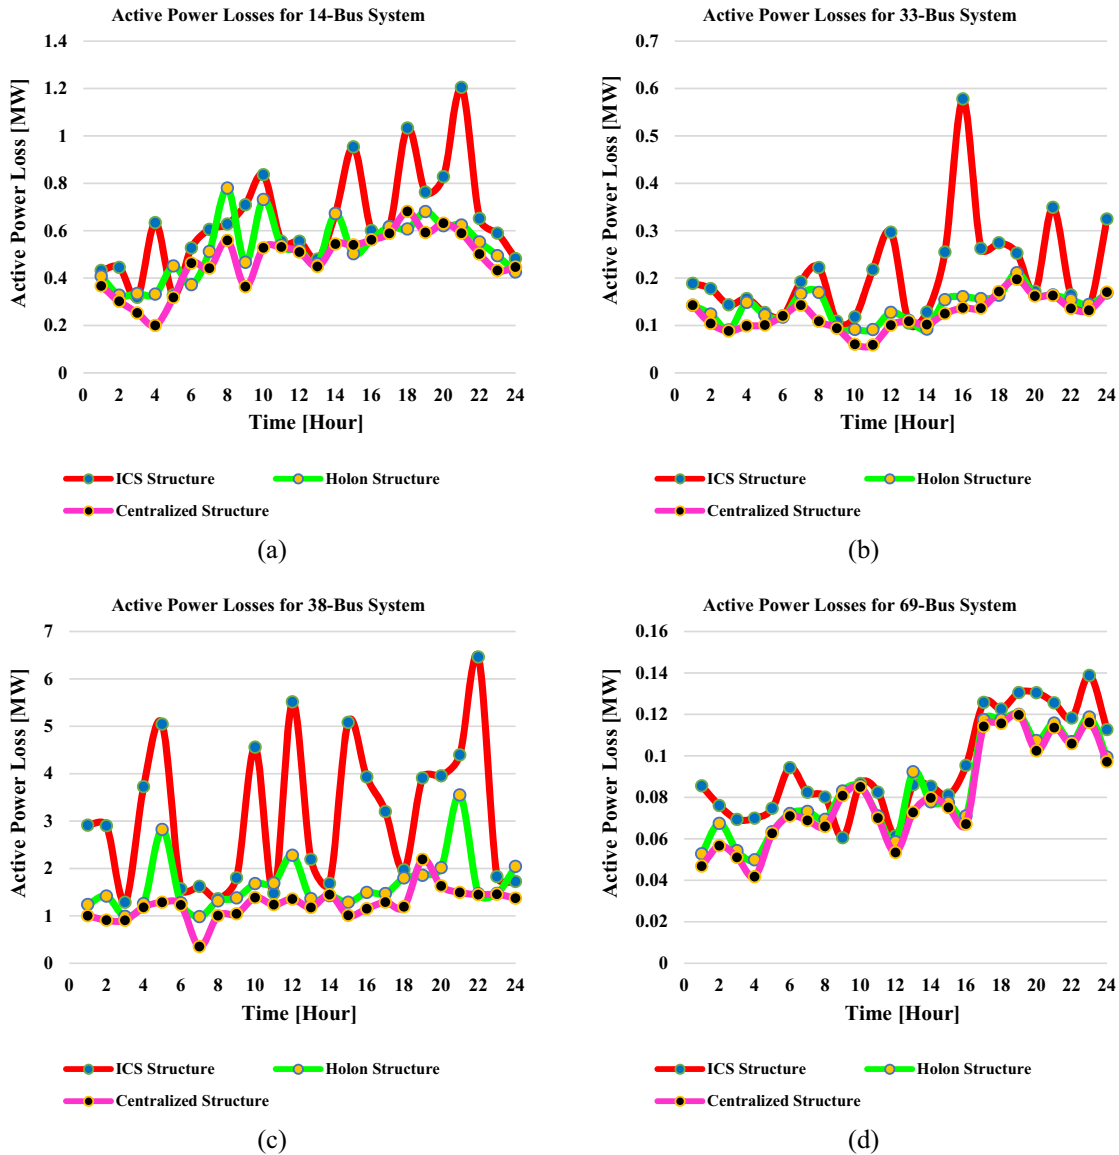 Active Power Losses for 14-Bus System
Active Power Loss [MW]
1.4
1.2
1
0.8
0.6
0.4
0.2
0
0 2 4 6 8 10 12 14 16 18 20 22 24
Time [Hour]
ICS Structure
Holon Structure
Centralized Structure
(a)
Active Power Losses for 33-Bus System
Active Power Loss [MW]
0.7
0.6
0.5
0.4
0.3
0.2
0.1
0
0 2 4 6 8 10 12 14 16 18 20 22 24
Time [Hour]
ICS Structure
Holon Structure
Centralized Structure
(b)
Active Power Losses for 38-Bus System
Active Power Loss [MW]
7
6
5
4
3
2
1
0
0 2 4 6 8 10 12 14 16 18 20 22 24
Time [Hour]
ICS Structure
Holon Structure
Centralized Structure
(c)
Active Power Losses for 69-Bus System
Active Power Loss [MW]
0.16
0.14
0.12
0.1
0.08
0.06
0.04
0.02
0
0 2 4 6 8 10 12 14 16 18 20 22 24
Time [Hour]
ICS Structure
Holon Structure
Centralized Structure
(d)